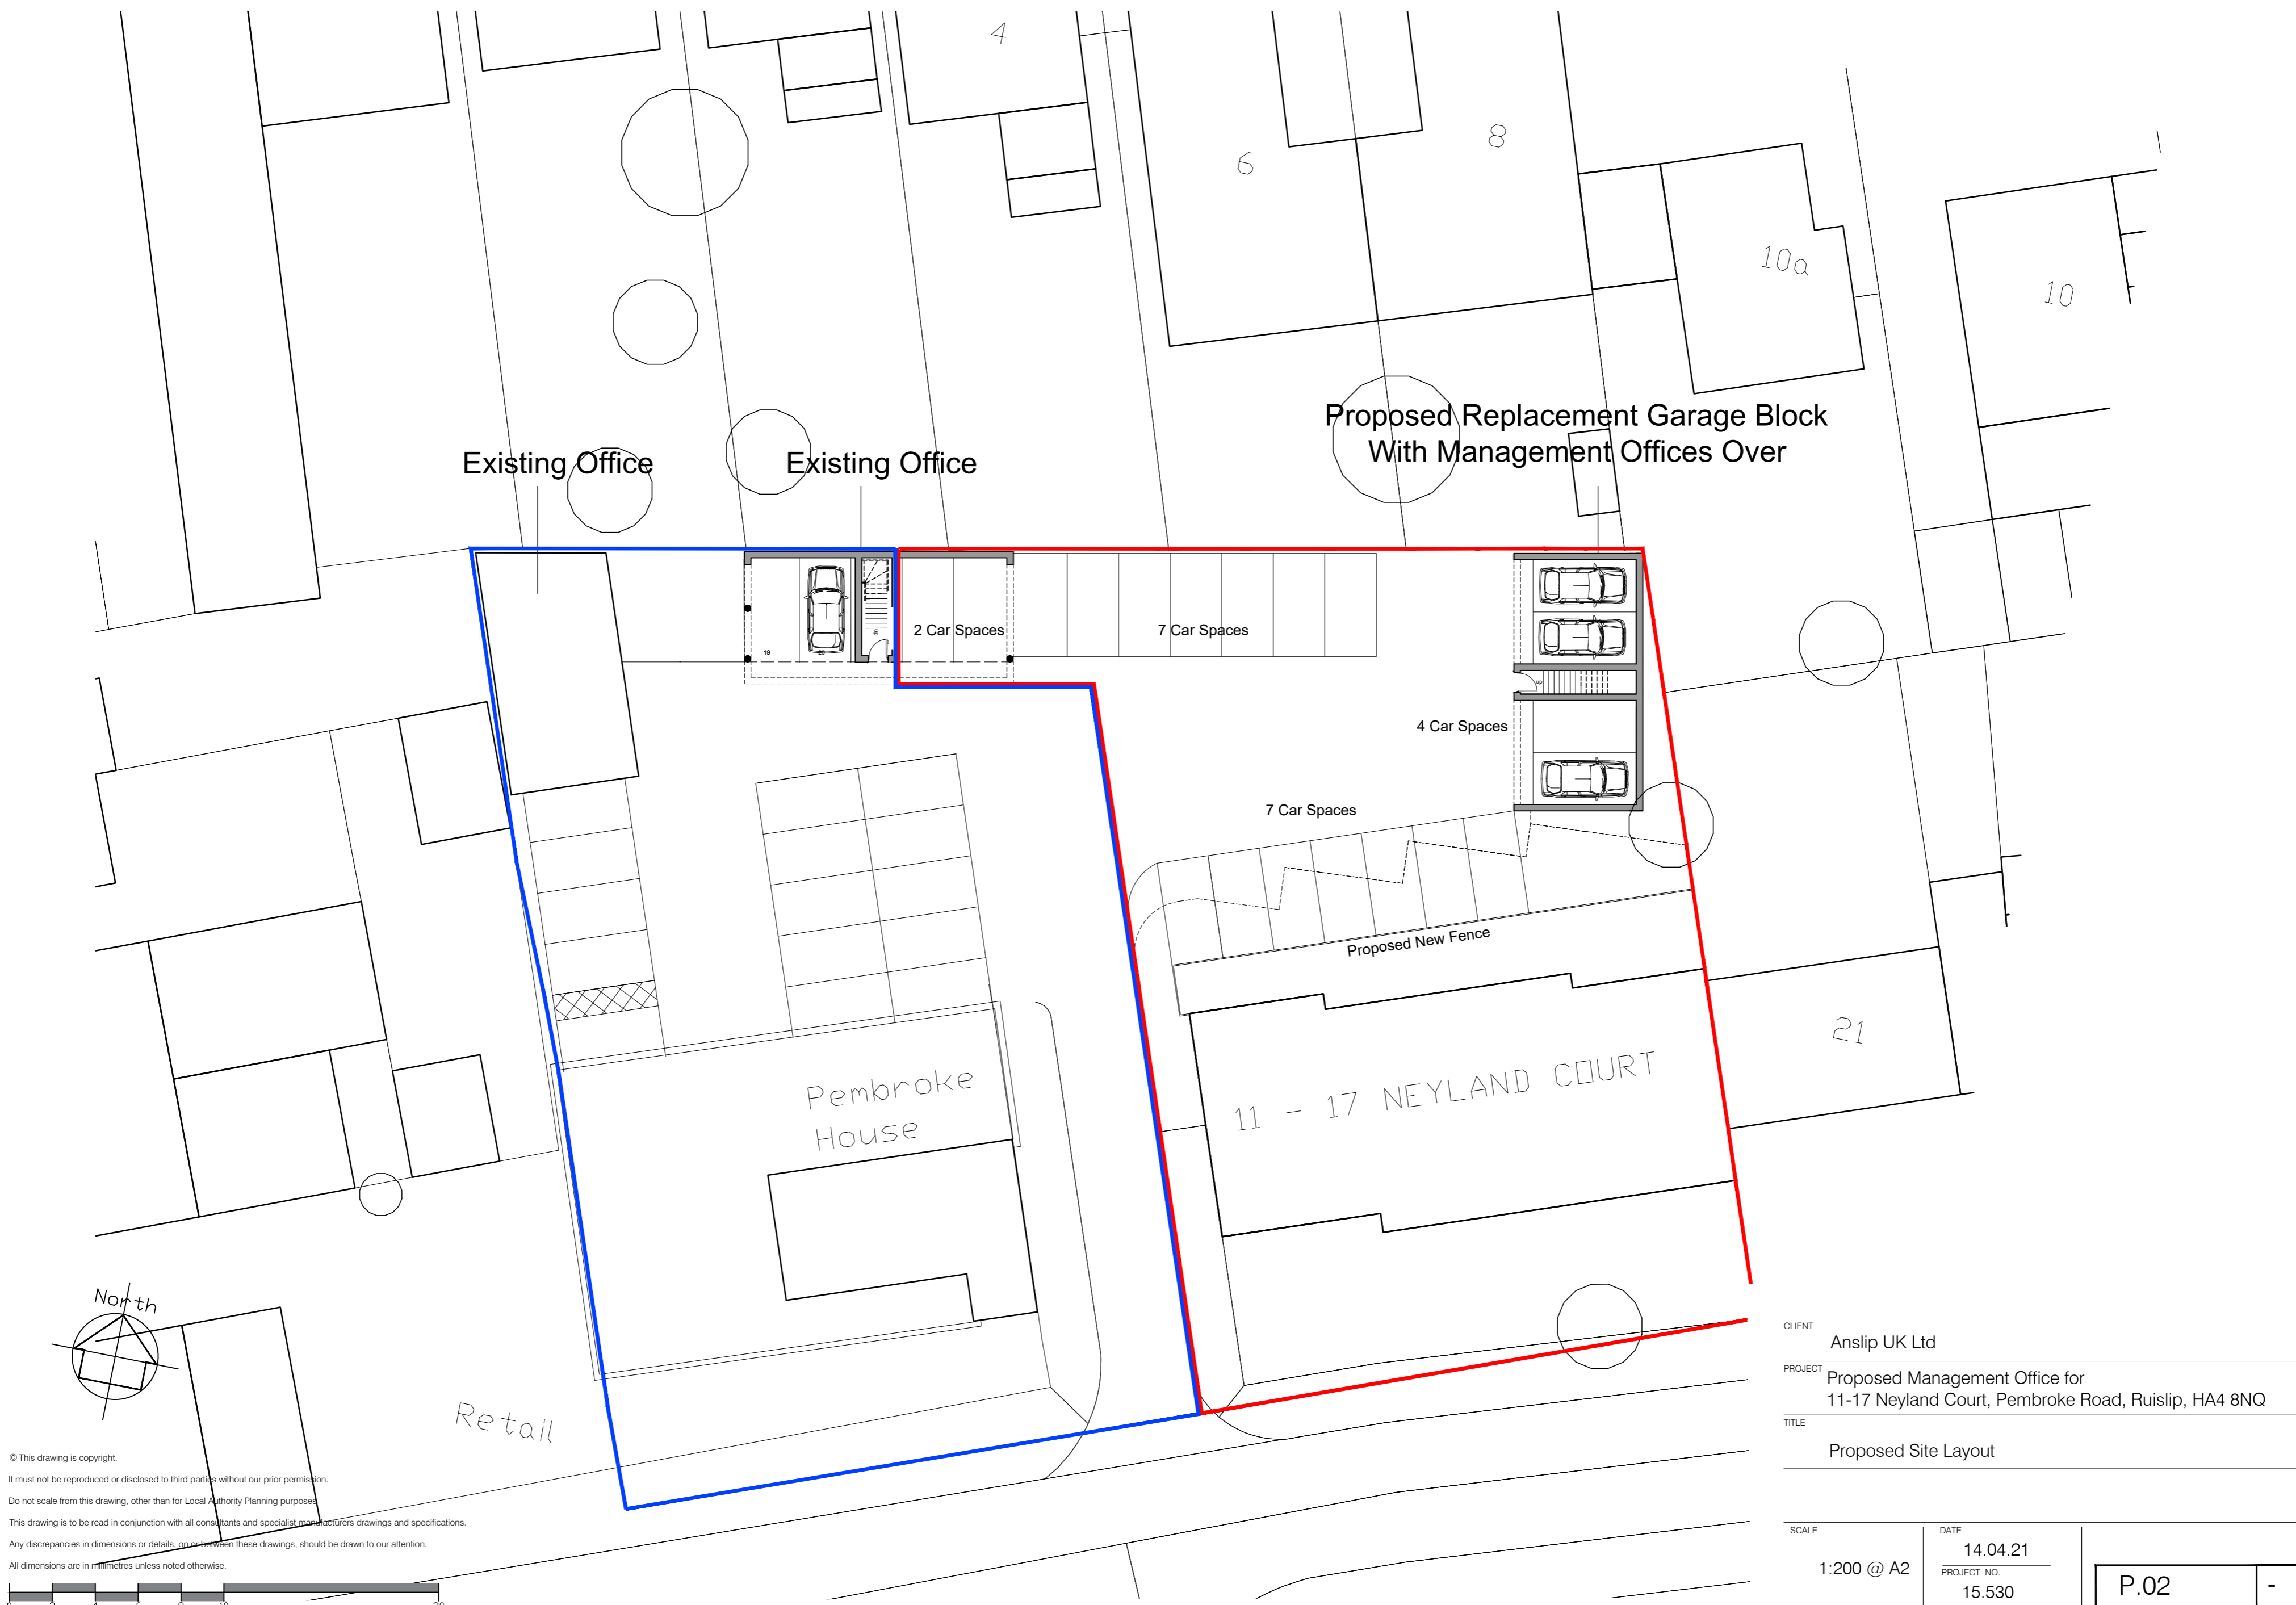 4
6
8
10a
10
Proposed Replacement Garage Block
With Management Offices Over
Existing Office
Existing Office
2 Car Spaces
7 Car Spaces
19
20
up
up
4 Car Spaces
7 Car Spaces
Proposed New Fence
21
Pembroke
House
11 - 17 NEYLAND COURT
North
Retail
CLIENT
Anslip UK Ltd
PROJECT
Proposed Management Office for
11-17 Neyland Court, Pembroke Road, Ruislip, HA4 8NQ
TITLE
Proposed Site Layout
SCALE
1:200 @ A2
DATE
14.04.21
PROJECT NO.
15.530
P.02
-
© This drawing is copyright.
It must not be reproduced or disclosed to third parties without our prior permission.
Do not scale from this drawing, other than for Local Authority Planning purposes.
This drawing is to be read in conjunction with all consultants and specialist manufacturers drawings and specifications.
Any discrepancies in dimensions or details, on or between these drawings, should be drawn to our attention.
All dimensions are in millimetres unless noted otherwise.